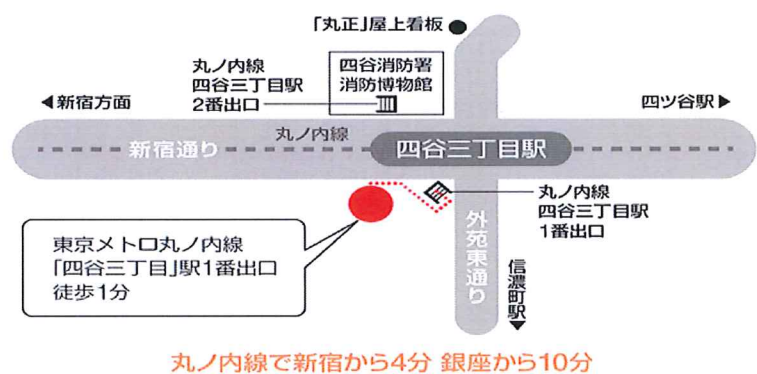 「丸正」屋上看板
丸ノ内線
四谷三丁目駅
2番出口
四谷消防署
消防博物館
◀新宿方面
四ツ谷駅▶
丸ノ内線
新宿通り
四谷三丁目駅
丸ノ内線
四谷三丁目駅
1番出口
外苑東通り
信濃町駅▼
東京メトロ丸ノ内線
「四谷三丁目」駅1番出口
徒歩1分
丸ノ内線で新宿から4分 銀座から10分